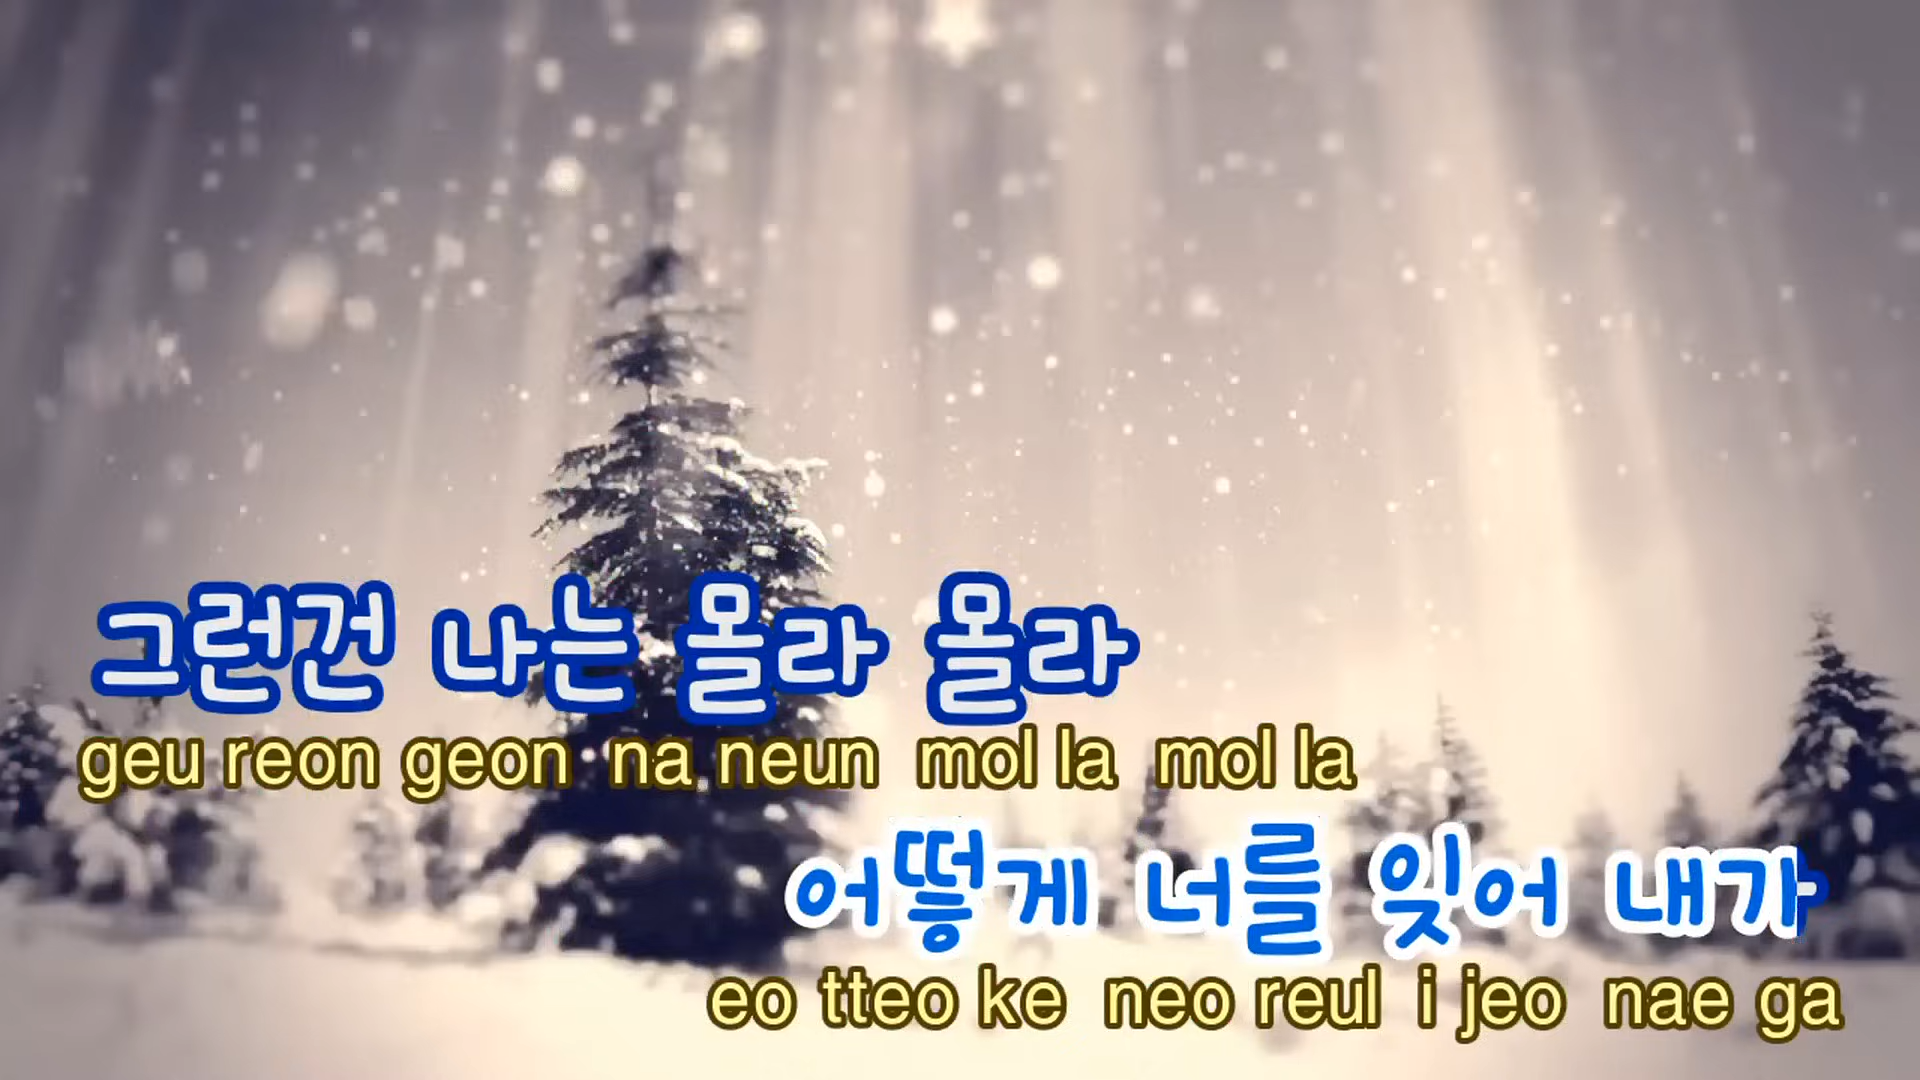 그런건 나는 몰라 몰라
geu reon geon na neun mol la mol la
어떻게 너를 잊어 내가
eo tteo ke neo reul i jeo nae ga